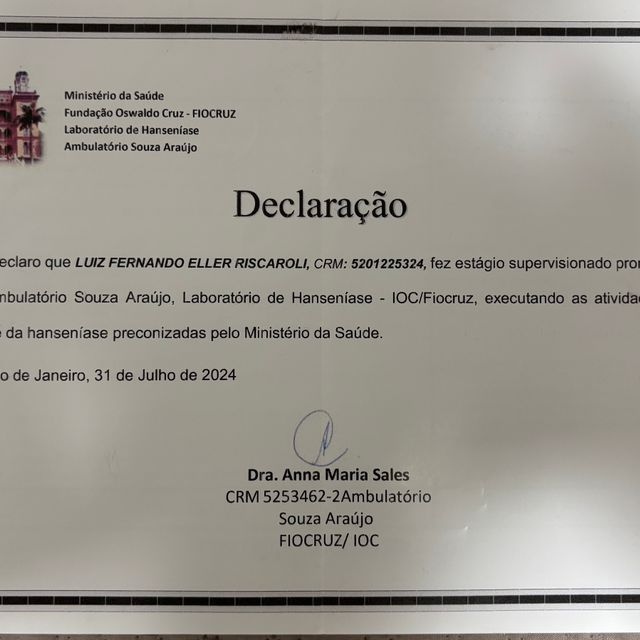 Ministério da Saúde
Fundação Oswaldo Cruz - FIOCRUZ
Laboratório de Hanseníase
Ambulatório Souza Araújo
Declaração
eclaro que LUIZ FERNANDO ELLER RISCAROLI, CRM: 5201225324, fez estágio supervisionado pro
mbulatório Souza Araújo, Laboratório de Hanseníase - IOC/Fiocruz, executando as ativida
da hanseníase preconizadas pelo Ministério da Saúde.
o de Janeiro, 31 de Julho de 2024
Dra. Anna Maria Sales
CRM 5253462-2Ambulatório
Souza Araújo
FIOCRUZ/ IOC